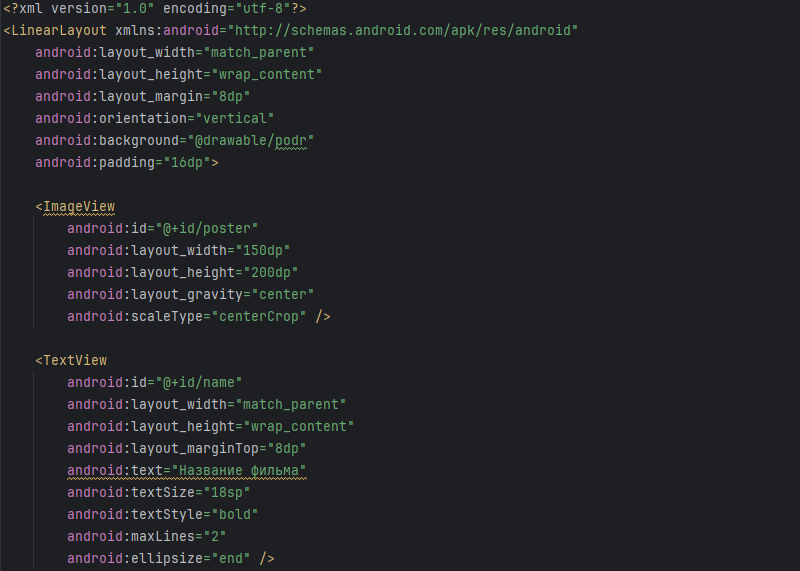 <?xml version="1.0" encoding="utf-8"?>
<LinearLayout xmlns:android="http://schemas.android.com/apk/res/android"
    android:layout_width="match_parent"
    android:layout_height="wrap_content"
    android:layout_margin="8dp"
    android:orientation="vertical"
    android:background="@drawable/podr"
    android:padding="16dp">

    <ImageView
        android:id="@+id/poster"
        android:layout_width="150dp"
        android:layout_height="200dp"
        android:layout_gravity="center"
        android:scaleType="centerCrop" />

    <TextView
        android:id="@+id/name"
        android:layout_width="match_parent"
        android:layout_height="wrap_content"
        android:layout_marginTop="8dp"
        android:text="Название фильма"
        android:textSize="18sp"
        android:textStyle="bold"
        android:maxLines="2"
        android:ellipsize="end" />